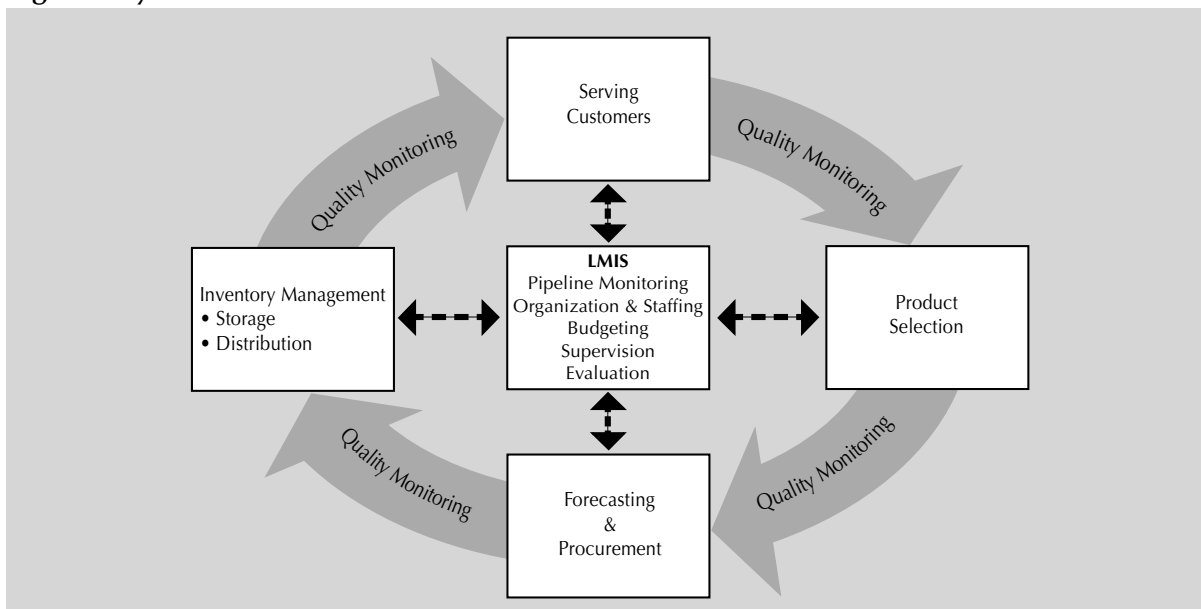 Serving
Customers
Quality Monitoring
Quality Monitoring
LMIS
Pipeline Monitoring
Organization & Staffing
Budgeting
Supervision
Evaluation
Inventory Management
• Storage
• Distribution
Product
Selection
Quality Monitoring
Quality Monitoring
Forecasting
&
Procurement